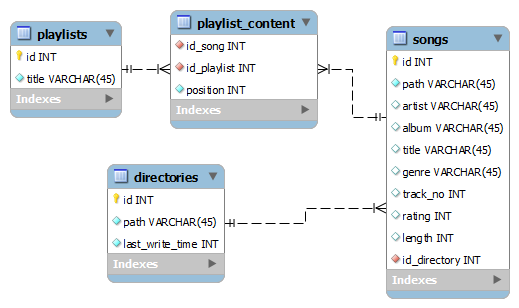 playlists
id INT
title VARCHAR(45)
Indexes
playlist_content
id_song INT
id_playlist INT
position INT
Indexes
songs
id INT
path VARCHAR(45)
artist VARCHAR(45)
album VARCHAR(45)
title VARCHAR(45)
genre VARCHAR(45)
track_no INT
rating INT
length INT
id_directory INT
Indexes
directories
id INT
path VARCHAR(45)
last_write_time INT
Indexes